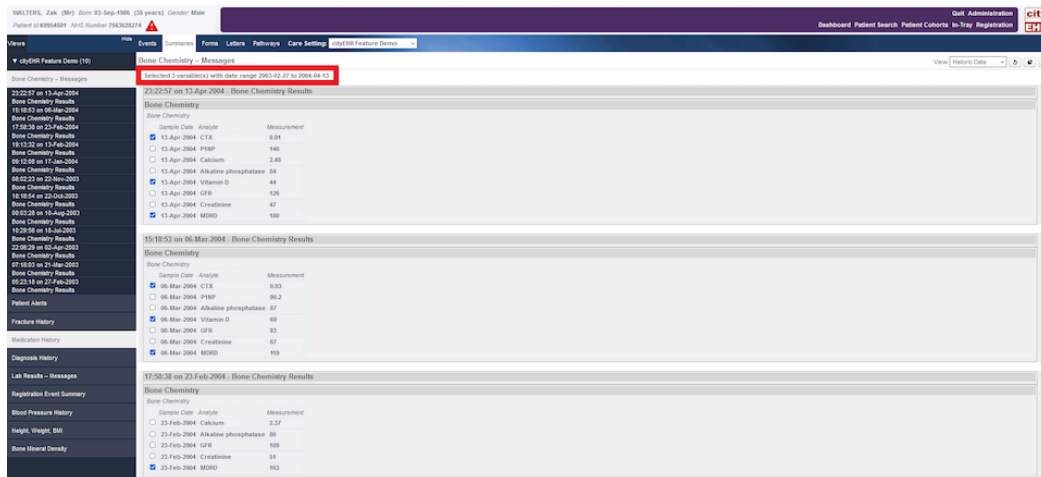 WALTERS, Zak (Mr) Born: 03-Sep-1986 (36 years) Gender: Male
Patient Id K9964501 NHS Number 7563628274
Quit Administration
Dashboard Patient Search Patient Cohorts In-Tray Registration
cit
EH
Views
Hide
Events Summaries Forms Letters Pathways Care Setting: cityEHR Feature Demo
▼ cityEHR Feature Demo (10)
Bone Chemistry – Messages
23:22:57 on 13-Apr-2004
Bone Chemistry Results
15:18:53 on 06-Mar-2004
Bone Chemistry Results
17:58:38 on 23-Feb-2004
Bone Chemistry Results
19:13:32 on 13-Feb-2004
Bone Chemistry Results
09:12:08 on 17-Jan-2004
Bone Chemistry Results
08:02:23 on 22-Nov-2003
Bone Chemistry Results
18:18:54 on 22-Oct-2003
Bone Chemistry Results
00:03:28 on 10-Aug-2003
Bone Chemistry Results
10:29:56 on 18-Jul-2003
Bone Chemistry Results
22:06:29 on 02-Apr-2003
Bone Chemistry Results
07:18:03 on 21-Mar-2003
Bone Chemistry Results
05:23:18 on 27-Feb-2003
Bone Chemistry Results
Patient Alerts
Fracture History
Medication History
Diagnosis History
Lab Results – Messages
Registration Event Summary
Blood Pressure History
Height, Weight, BMI
Bone Mineral Density
Bone Chemistry – Messages
View Historic Data
Selected 3 variable(s) with date range 2003-02-27 to 2004-04-13
23:22:57 on 13-Apr-2004 - Bone Chemistry Results
Bone Chemistry
Bone Chemistry
Sample Date Analyte Measurement
13-Apr-2004 CTX 0.91
13-Apr-2004 P1NP 146
13-Apr-2004 Calcium 2.48
13-Apr-2004 Alkaline phosphatase 84
13-Apr-2004 Vitamin D 44
13-Apr-2004 GFR 126
13-Apr-2004 Creatinine 47
13-Apr-2004 MDRD 180
15:18:53 on 06-Mar-2004 - Bone Chemistry Results
Bone Chemistry
Bone Chemistry
Sample Date Analyte Measurement
06-Mar-2004 CTX 0.83
06-Mar-2004 P1NP 90.2
06-Mar-2004 Alkaline phosphatase 87
06-Mar-2004 Vitamin D 69
06-Mar-2004 GFR 83
06-Mar-2004 Creatinine 67
06-Mar-2004 MDRD 119
17:58:38 on 23-Feb-2004 - Bone Chemistry Results
Bone Chemistry
Bone Chemistry
Sample Date Analyte Measurement
23-Feb-2004 Calcium 2.37
23-Feb-2004 Alkaline phosphatase 80
23-Feb-2004 GFR 109
23-Feb-2004 Creatinine 51
23-Feb-2004 MDRD 163